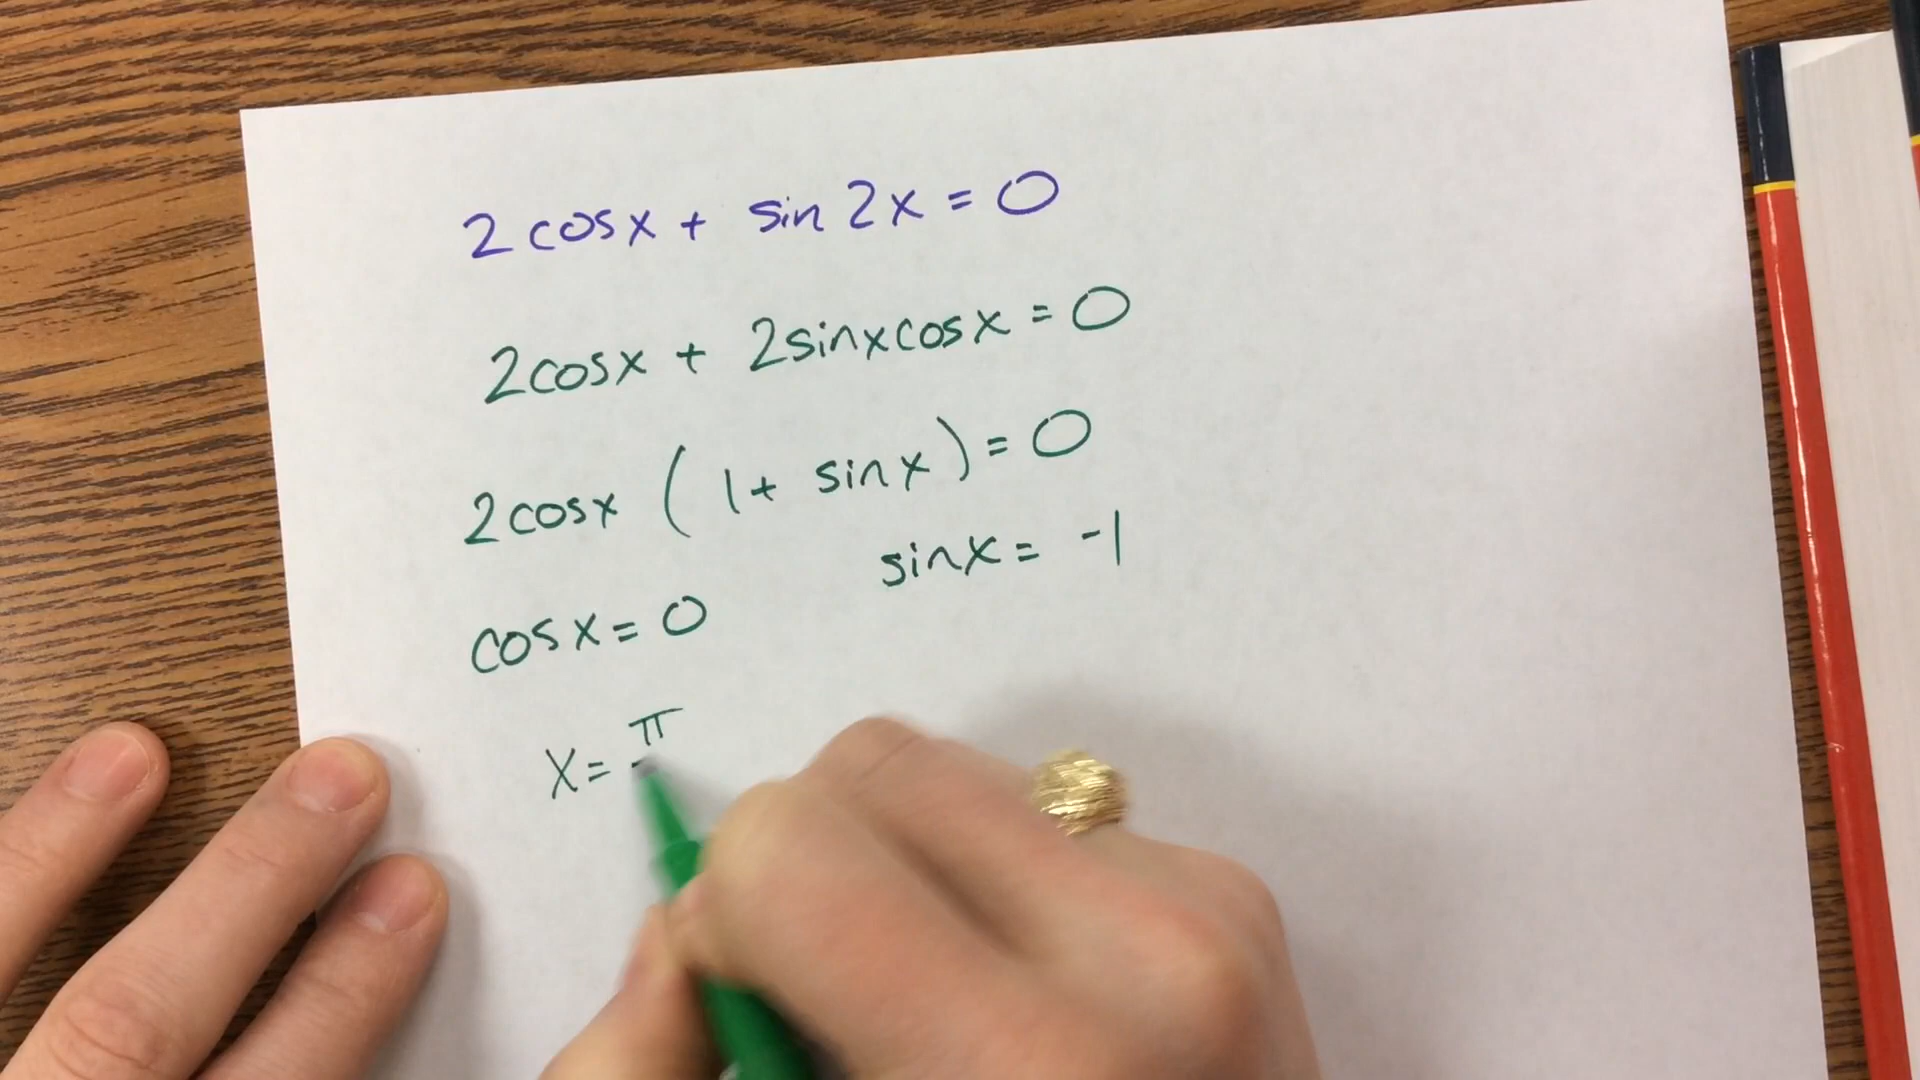 2cosx + sin2x = 0
2cosx + 2sinxcosx = 0
2cosx (1 + sinx) = 0
sinx = -1
cosx = 0
x = π